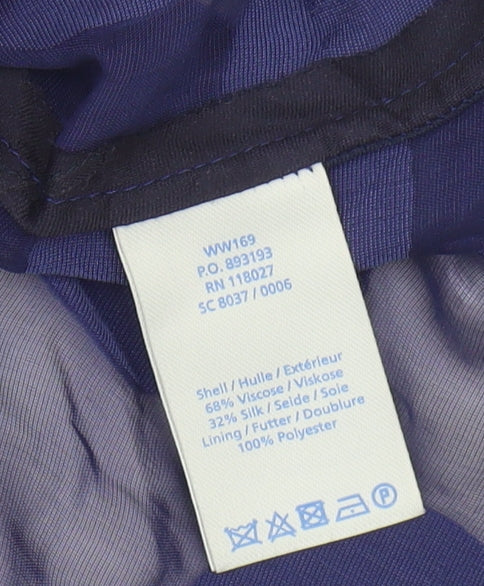 WW169
P.O. 893193
RN 118027
SC 8037 / 0006
Shell / Hulle / Extérieur
68% Viscose / Viskose
32% Silk / Seide / Soie
Lining / Futter / Doublure
100% Polyester
P